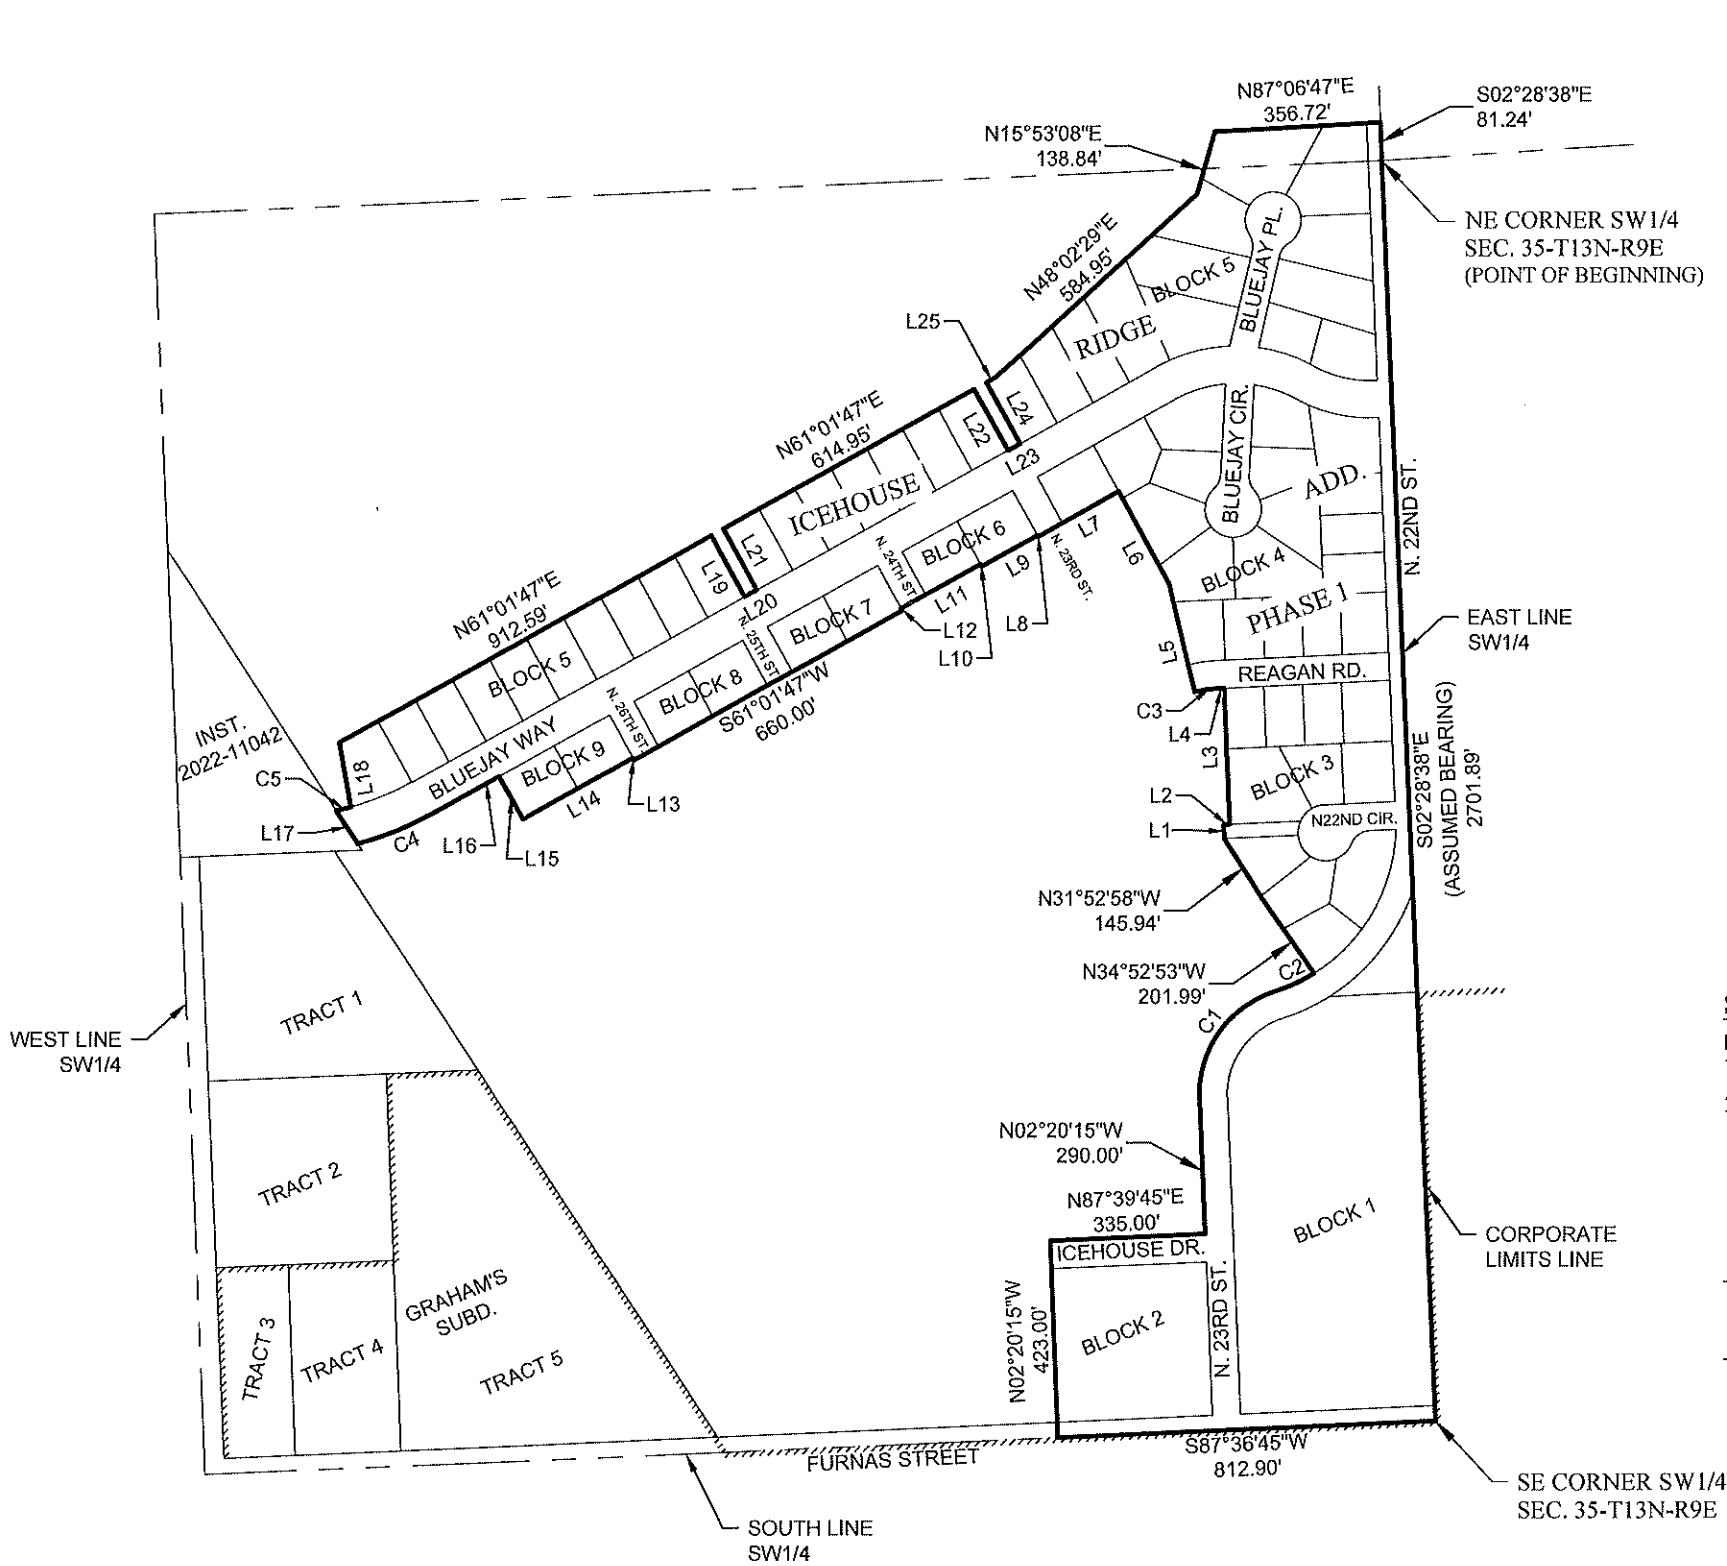 N87°06'47"E
356.72'
S02°28'38"E
81.24'
N15°53'08"E
138.84'
NE CORNER SW1/4
SEC. 35-T13N-R9E
(POINT OF BEGINNING)
N48°02'29"E
584.95'
BLOCK 5
BLUEJAY PL.
L25
RIDGE
L24
N61°01'47"E
614.95'
L22
L23
BLUEJAY CIR.
ADD.
N. 22ND ST.
ICEHOUSE
L21
L19
L20
N. 24TH ST.
BLOCK 6
N. 23RD ST.
L7
L6
L9
L8
L10
L11
L12
BLOCK 4
PHASE 1
EAST LINE
SW1/4
N61°01'47"E
912.59'
BLOCK 5
N. 25TH ST.
BLOCK 7
L5
REAGAN RD.
C3
L4
BLOCK 8
S61°01'47"W
660.00'
N. 26TH ST.
INST.
2022-11042
C5
L18
BLUEJAY WAY
BLOCK 9
L14
L13
L17
C4
L16
L15
L3
BLOCK 3
L2
L1
N22ND CIR.
S02°28'38"E
(ASSUMED BEARING)
2701.89'
N31°52'58"W
145.94'
N34°52'53"W
201.99'
C2
C1
WEST LINE
SW1/4
TRACT 1
TRACT 2
N02°20'15"W
290.00'
N87°39'45"E
335.00'
ICEHOUSE DR.
BLOCK 1
CORPORATE
LIMITS LINE
GRAHAM'S
SUBD.
TRACT 3
TRACT 4
TRACT 5
N02°20'15"W
423.00'
BLOCK 2
N. 23RD ST.
FURNAS STREET
S87°36'45"W
812.90'
SE CORNER SW1/4
SEC. 35-T13N-R9E
SOUTH LINE
SW1/4